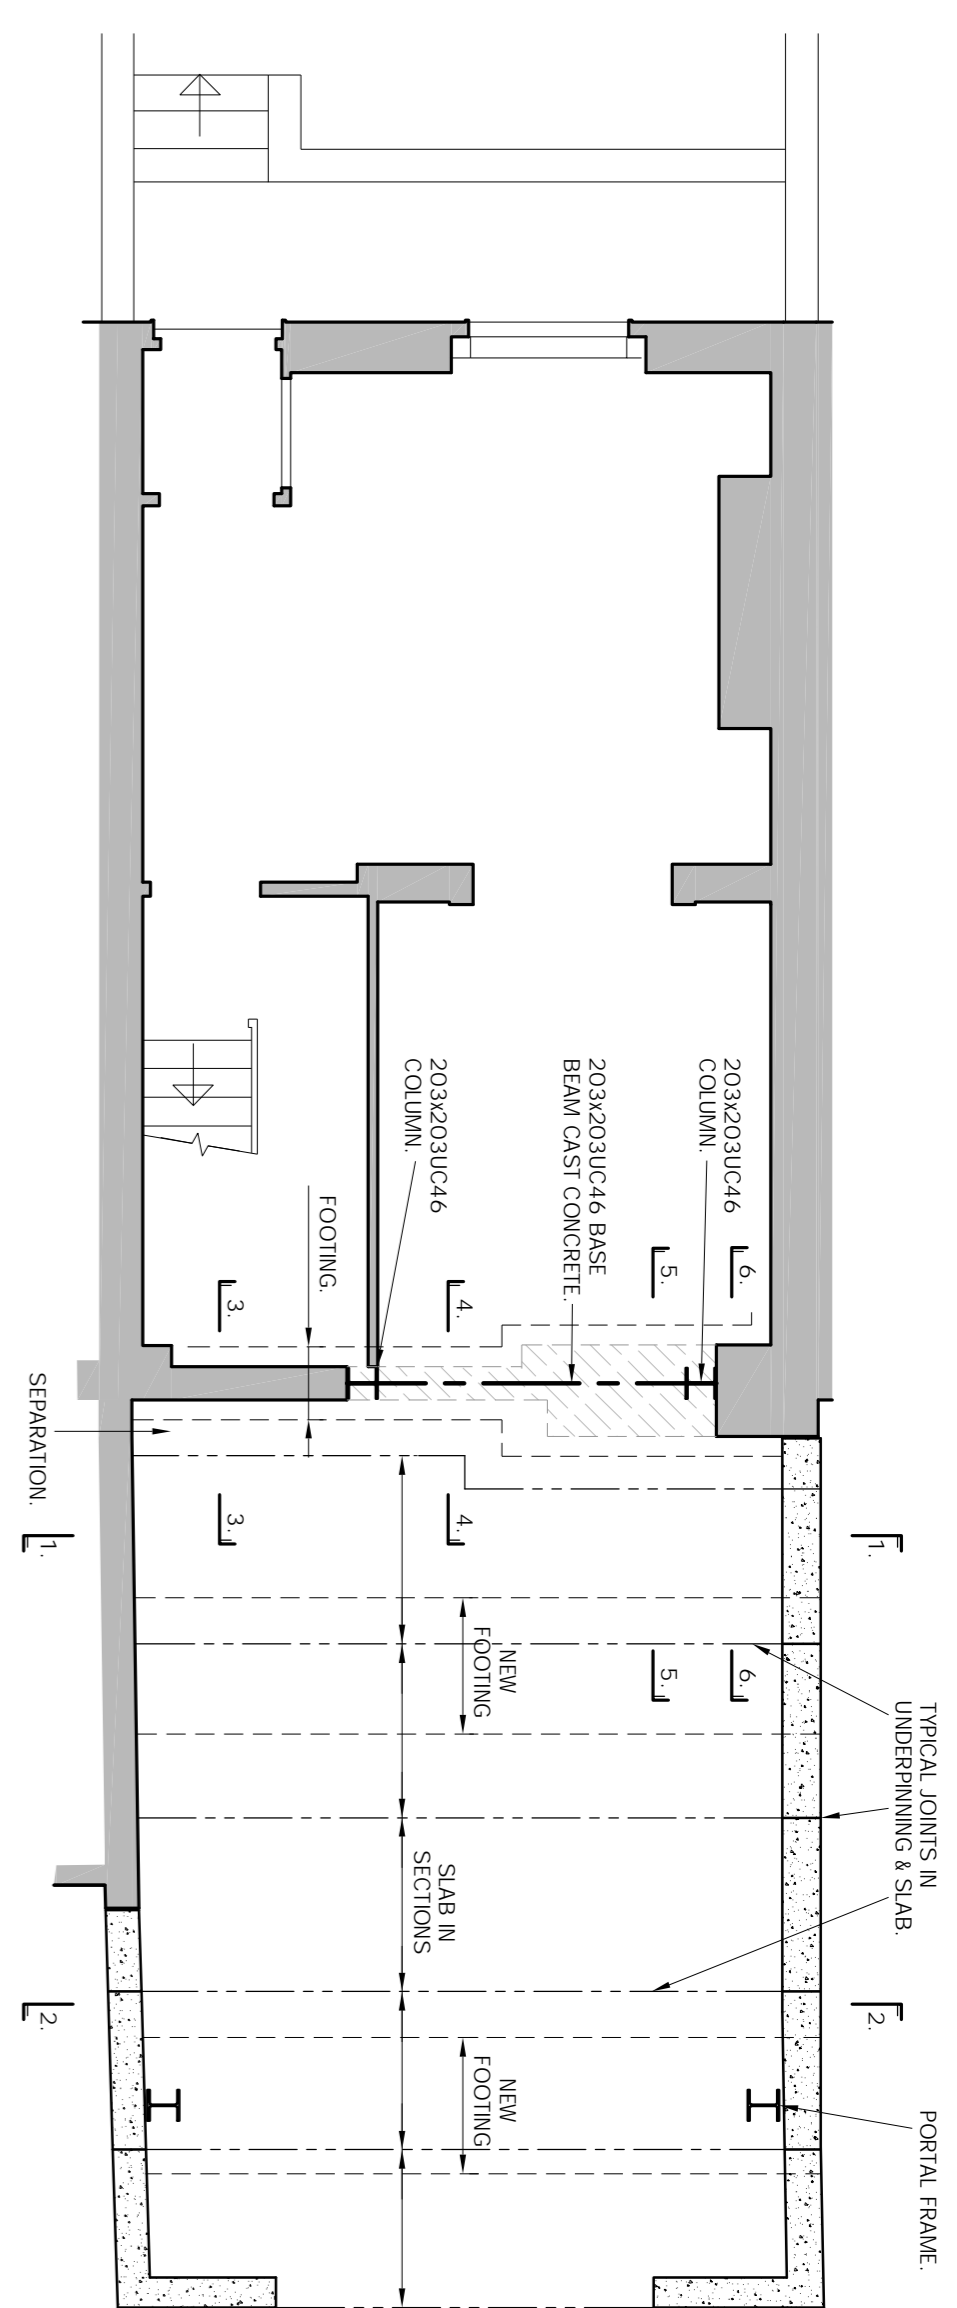 203x203UC46
COLUMN.
203x203UC46 BASE
BEAM CAST CONCRETE.
203x203UC46
COLUMN.
6.
5.
4.
3.
FOOTING.
SEPARATION.
1.
1.
3.
4.
5.
6.
NEW
FOOTING
TYPICAL JOINTS IN
UNDERPINNING & SLAB.
SLAB IN
SECTIONS
2.
2.
NEW
FOOTING
PORTAL FRAME.